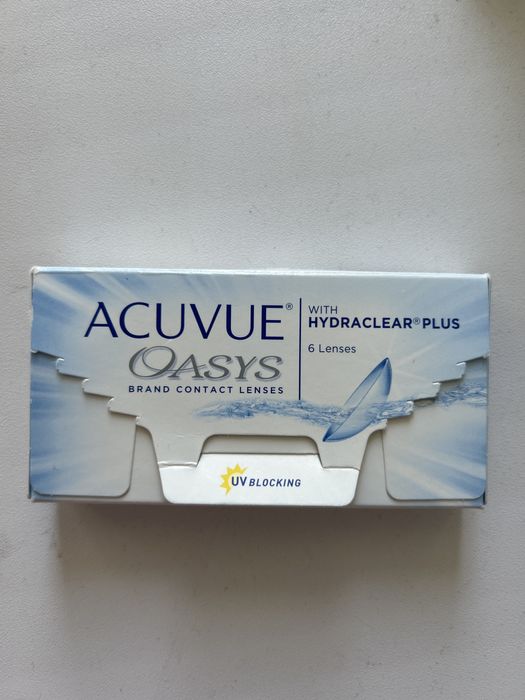 ACUVUE®
OASYS
BRAND CONTACT LENSES
WITH
HYDRACLEAR® PLUS
6 Lenses
UV BLOCKING